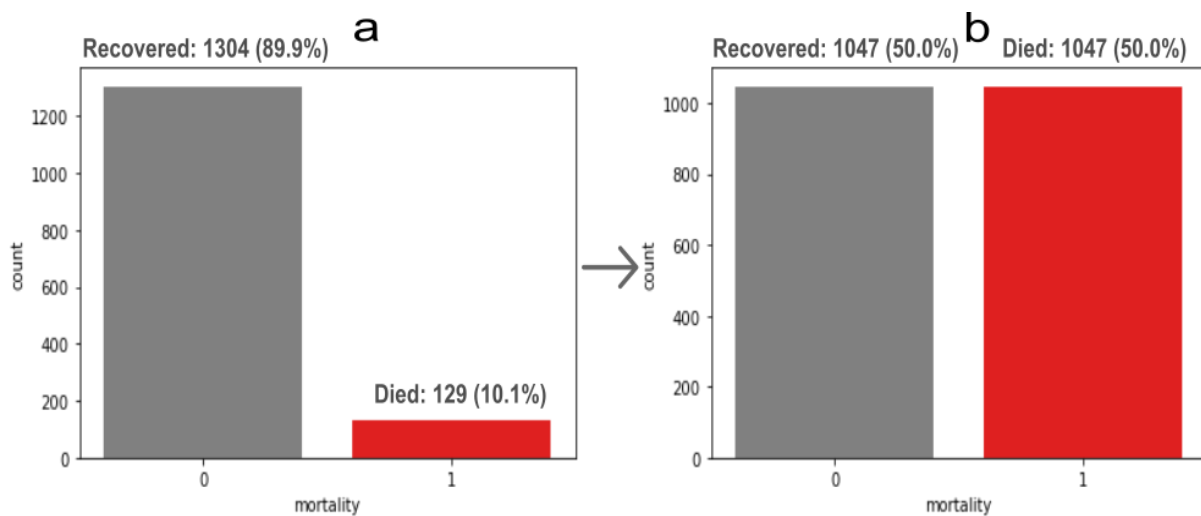 a
Recovered: 1304 (89.9%)
1200
1000
800
600
400
200
0
count
Died: 129 (10.1%)
0
1
mortality
b
Recovered: 1047 (50.0%)
Died: 1047 (50.0%)
1000
800
600
400
200
0
count
0
1
mortality